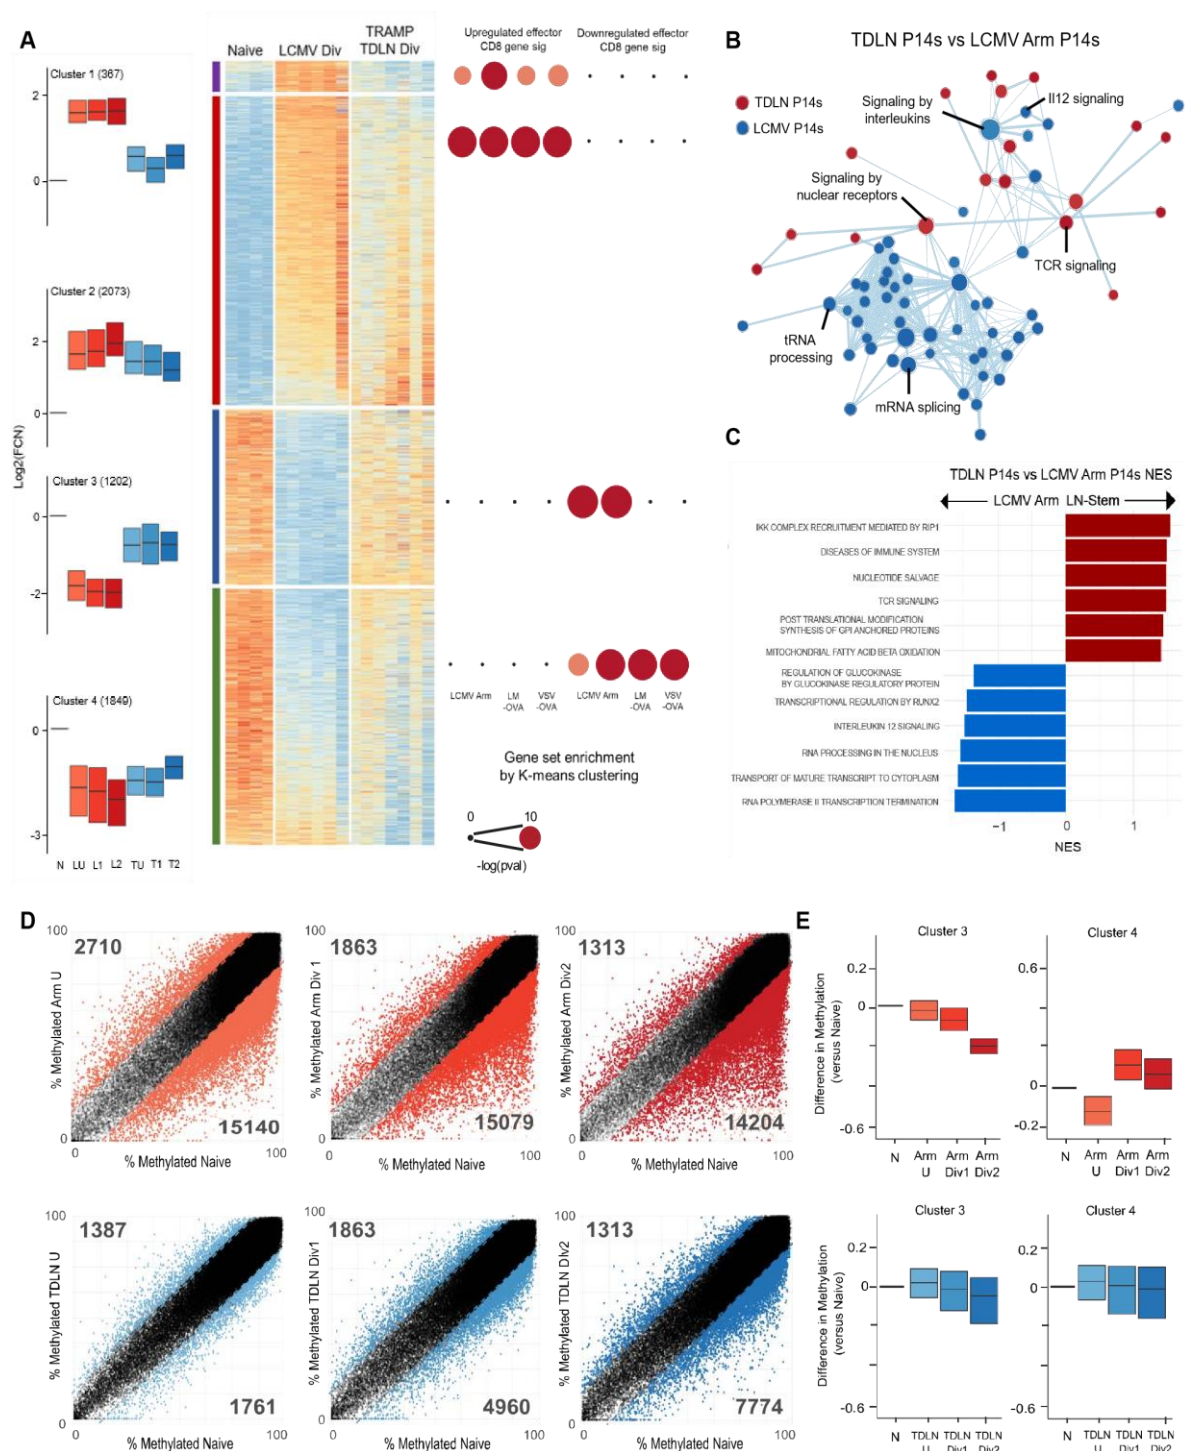 A
Naive
LCMV Div
TRAMP
TDLN Div
Upregulated effector
CD8 gene sig
Downregulated effector
CD8 gene sig
Log2(FCN)
Cluster 1 (367)
2
0
Cluster 2 (2073)
2
0
Cluster 3 (1202)
0
-2
Cluster 4 (1849)
0
-3
N LU L1 L2 TU T1 T2
LCMV Arm
LM
-OVA
VSV
-OVA
LCMV Arm
LM
-OVA
VSV
-OVA
Gene set enrichment
by K-means clustering
0 10
-log(pval)
B
TDLN P14s vs LCMV Arm P14s
TDLN P14s
LCMV P14s
Signaling by
interleukins
Il12 signaling
Signaling by
nuclear receptors
TCR signaling
tRNA
processing
mRNA splicing
C
TDLN P14s vs LCMV Arm P14s NES
LCMV Arm LN-Stem
IKK COMPLEX RECRUITMENT MEDIATED BY RIP1
DISEASES OF IMMUNE SYSTEM
NUCLEOTIDE SALVAGE
TCR SIGNALING
POST TRANSLATIONAL MODIFICATION
SYNTHESIS OF GPI ANCHORED PROTEINS
MITOCHONDRIAL FATTY ACID BETA OXIDATION
REGULATION OF GLUCOKINASE
BY GLUCOKINASE REGULATORY PROTEIN
TRANSCRIPTIONAL REGULATION BY RUNX2
INTERLEUKIN 12 SIGNALING
RNA PROCESSING IN THE NUCLEUS
TRANSPORT OF MATURE TRANSCRIPT TO CYTOPLASM
RNA POLYMERASE II TRANSCRIPTION TERMINATION
-1 0 1
NES
D
100
2710
15140
% Methylated Arm U
0
0 100
% Methylated Naive
100
1863
15079
% Methylated Arm Div 1
0
0 100
% Methylated Naive
100
1313
14204
% Methylated Arm Div2
0
0 100
% Methylated Naive
100
1387
1761
% Methylated TDLN U
0
0 100
% Methylated Naive
100
1863
4960
% Methylated TDLN Div1
0
0 100
% Methylated Naive
100
1313
7774
% Methylated TDLN DIv2
0
0 100
% Methylated Naive
E
Difference in Methylation
(versus Naive)
Cluster 3
0.2
0
-0.6
N Arm Arm Arm
U Div1 Div2
Cluster 4
0.6
0
-0.2
N Arm Arm Arm
U Div1 Div2
Difference in Methylation
(versus Naive)
Cluster 3
0.2
0
-0.6
N TDLN TDLN TDLN
U Div1 Div2
Cluster 4
0.2
0
-0.6
N TDLN TDLN TDLN
U Div1 Div2